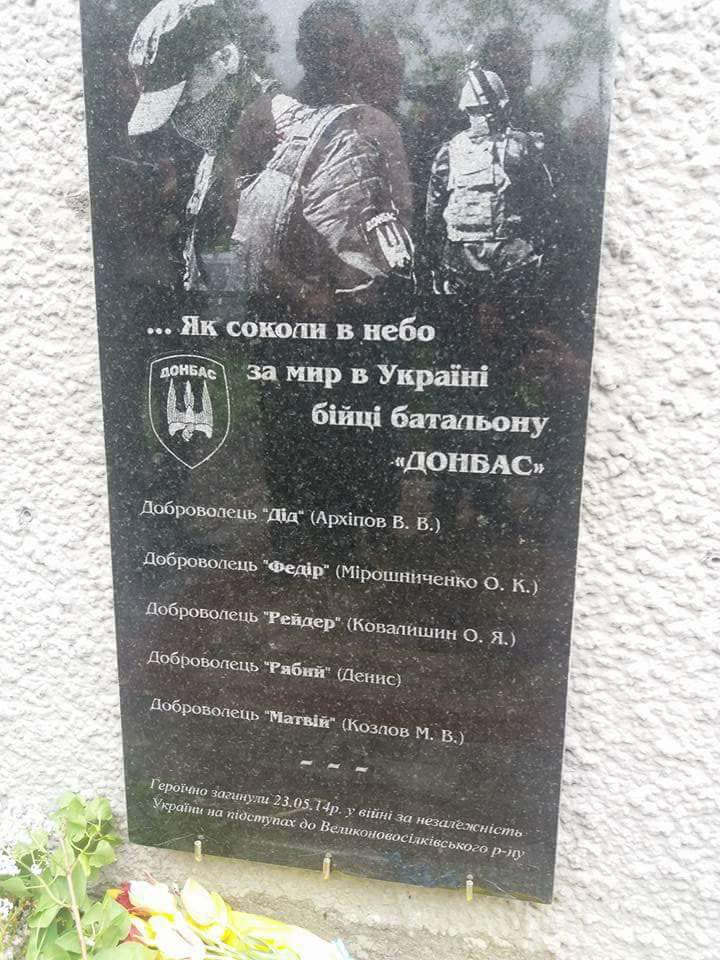 ... Як соколи в небо
ДОНБАС
за мир в Україні
бійці батальону
«ДОНБАС»
Доброволець "Дід" (Архіпов В. В.)
Доброволець "Федір" (Мірошниченко О. К.)
Доброволець "Рейдер" (Ковалишин О. Я.)
Доброволець "Рябий" (Денис)
Доброволець "Матвій" (Козлов М. В.)
- - -
Героїчно загинули 23.05.14р. у війні за незалежність
України на підступах до Великоновосілківського р-ну